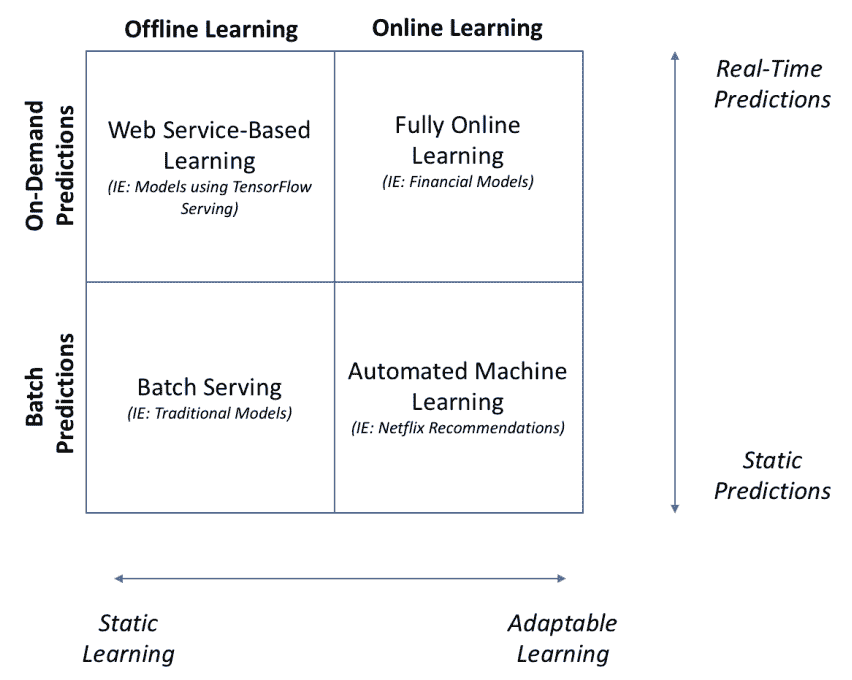 Offline Learning
Online Learning
On-Demand
Predictions
Web Service-Based
Learning
(IE: Models using TensorFlow
Serving)
Fully Online
Learning
(IE: Financial Models)
Real-Time
Predictions
Batch
Predictions
Batch Serving
(IE: Traditional Models)
Automated Machine
Learning
(IE: Netflix Recommendations)
Static
Predictions
Static
Learning
Adaptable
Learning